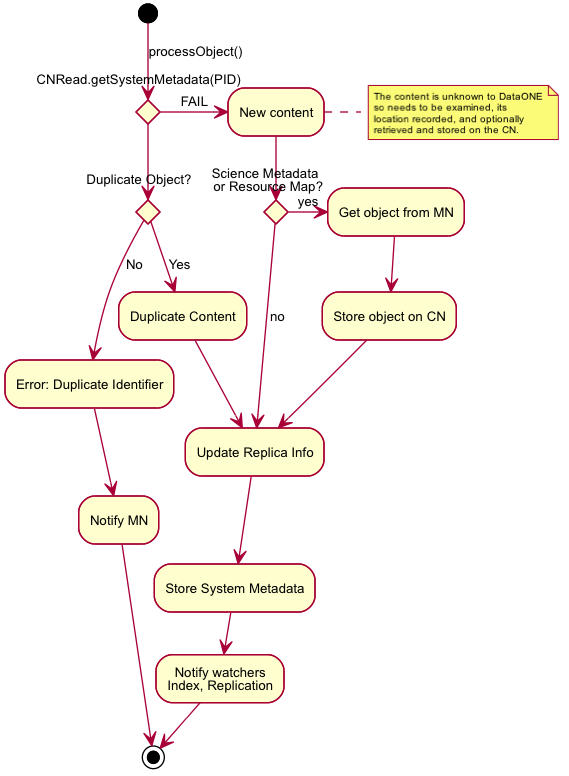 processObject()
CNRead.getSystemMetadata(PID)
FAIL
New content
The content is unknown to DataONE
so needs to be examined, its
location recorded, and optionally
retrieved and stored on the CN.
Duplicate Object?
Science Metadata
or Resource Map?
yes
Get object from MN
No
Yes
Duplicate Content
no
Store object on CN
Error: Duplicate Identifier
Update Replica Info
Notify MN
Store System Metadata
Notify watchers
Index, Replication